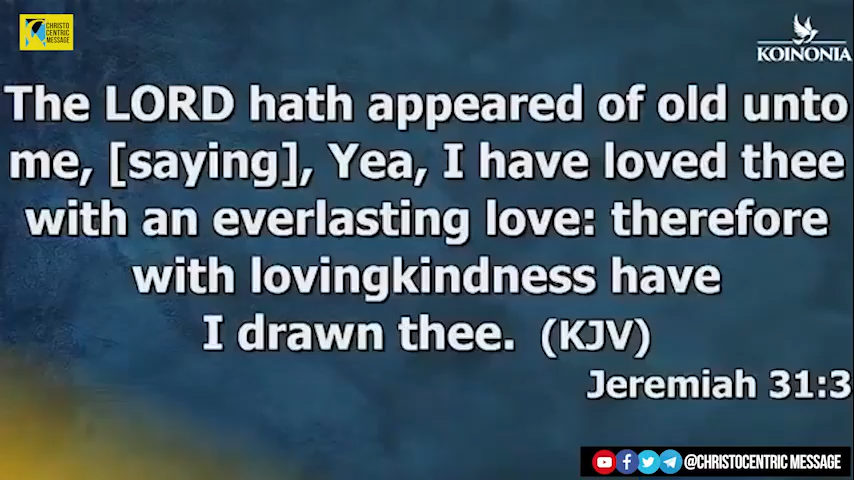 CHRISTO
CENTRIC
MESSAGE
KOINONIA
The LORD hath appeared of old unto
me, [saying], Yea, I have loved thee
with an everlasting love: therefore
with lovingkindness have
I drawn thee. (KJV)
Jeremiah 31:3
@CHRISTOCENTRIC MESSAGE